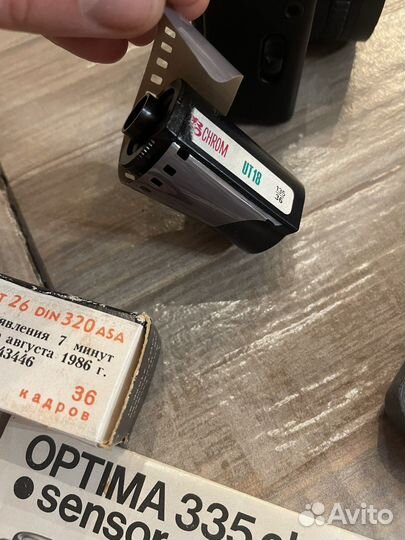 CHROM
UT18
135
36
26 DIN 320 ASA
явления 7 минут
августа 1986 г.
43446
36
кадров
OPTIMA 335
sensor
Avito